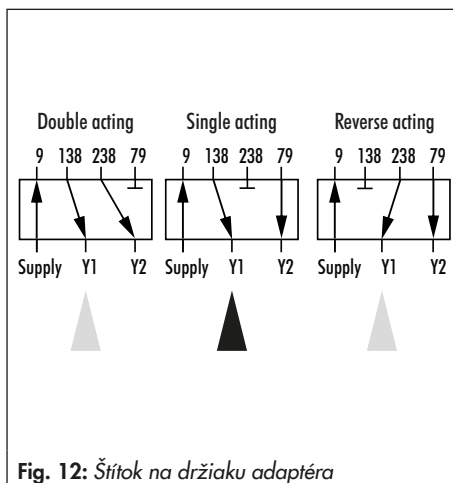 Double acting Single acting Reverse acting
9 138 238 79 9 138 238 79 9 138 238 79
Supply Y1 Y2 Supply Y1 Y2 Supply Y1 Y2
Fig. 12: Štítok na držiaku adaptéra